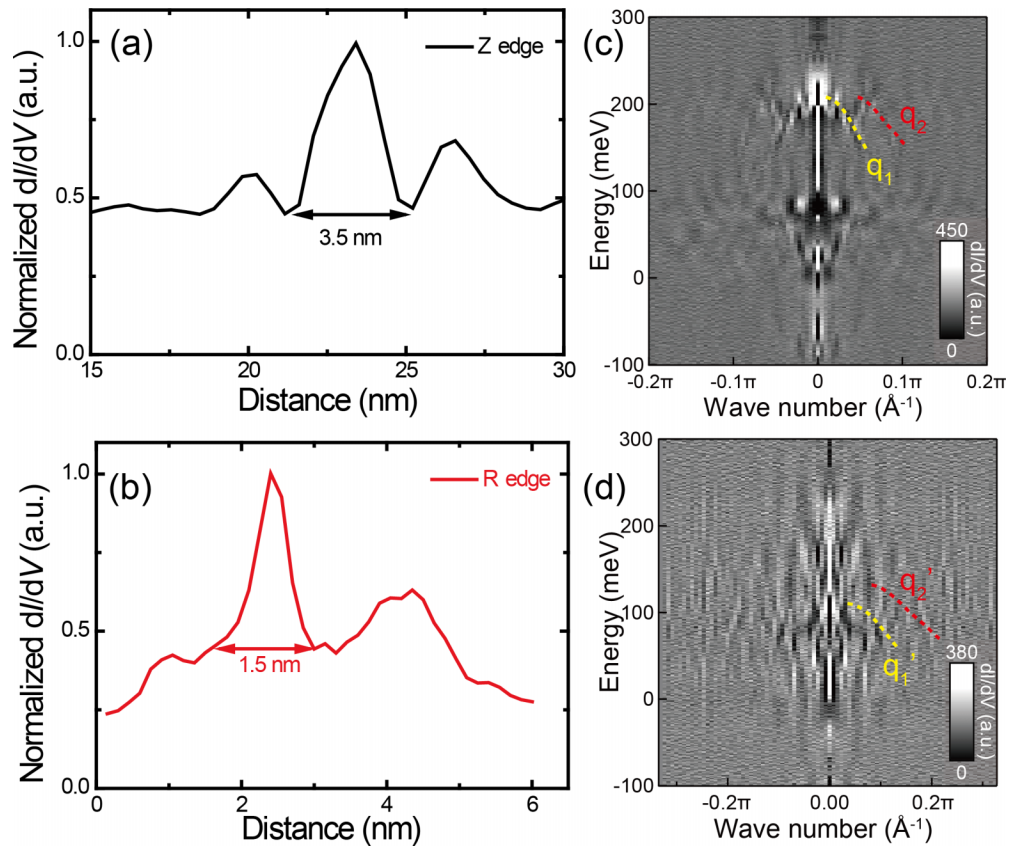 (a)
Z edge
Normalized dI/dV (a.u.)
1.0
0.5
0.0
3.5 nm
15
20
25
30
Distance (nm)
(b)
R edge
Normalized dI/dV (a.u.)
1.0
0.5
0.0
1.5 nm
0
2
4
6
Distance (nm)
(c)
Energy (meV)
300
200
100
0
-100
q₂
q₁
450
0
dI/dV (a.u.)
-0.2π
-0.1π
0
0.1π
0.2π
Wave number (Å⁻¹)
(d)
Energy (meV)
300
200
100
0
-100
q₂'
q₁'
380
0
dI/dV (a.u.)
-0.2π
0.00
0.2π
Wave number (Å⁻¹)